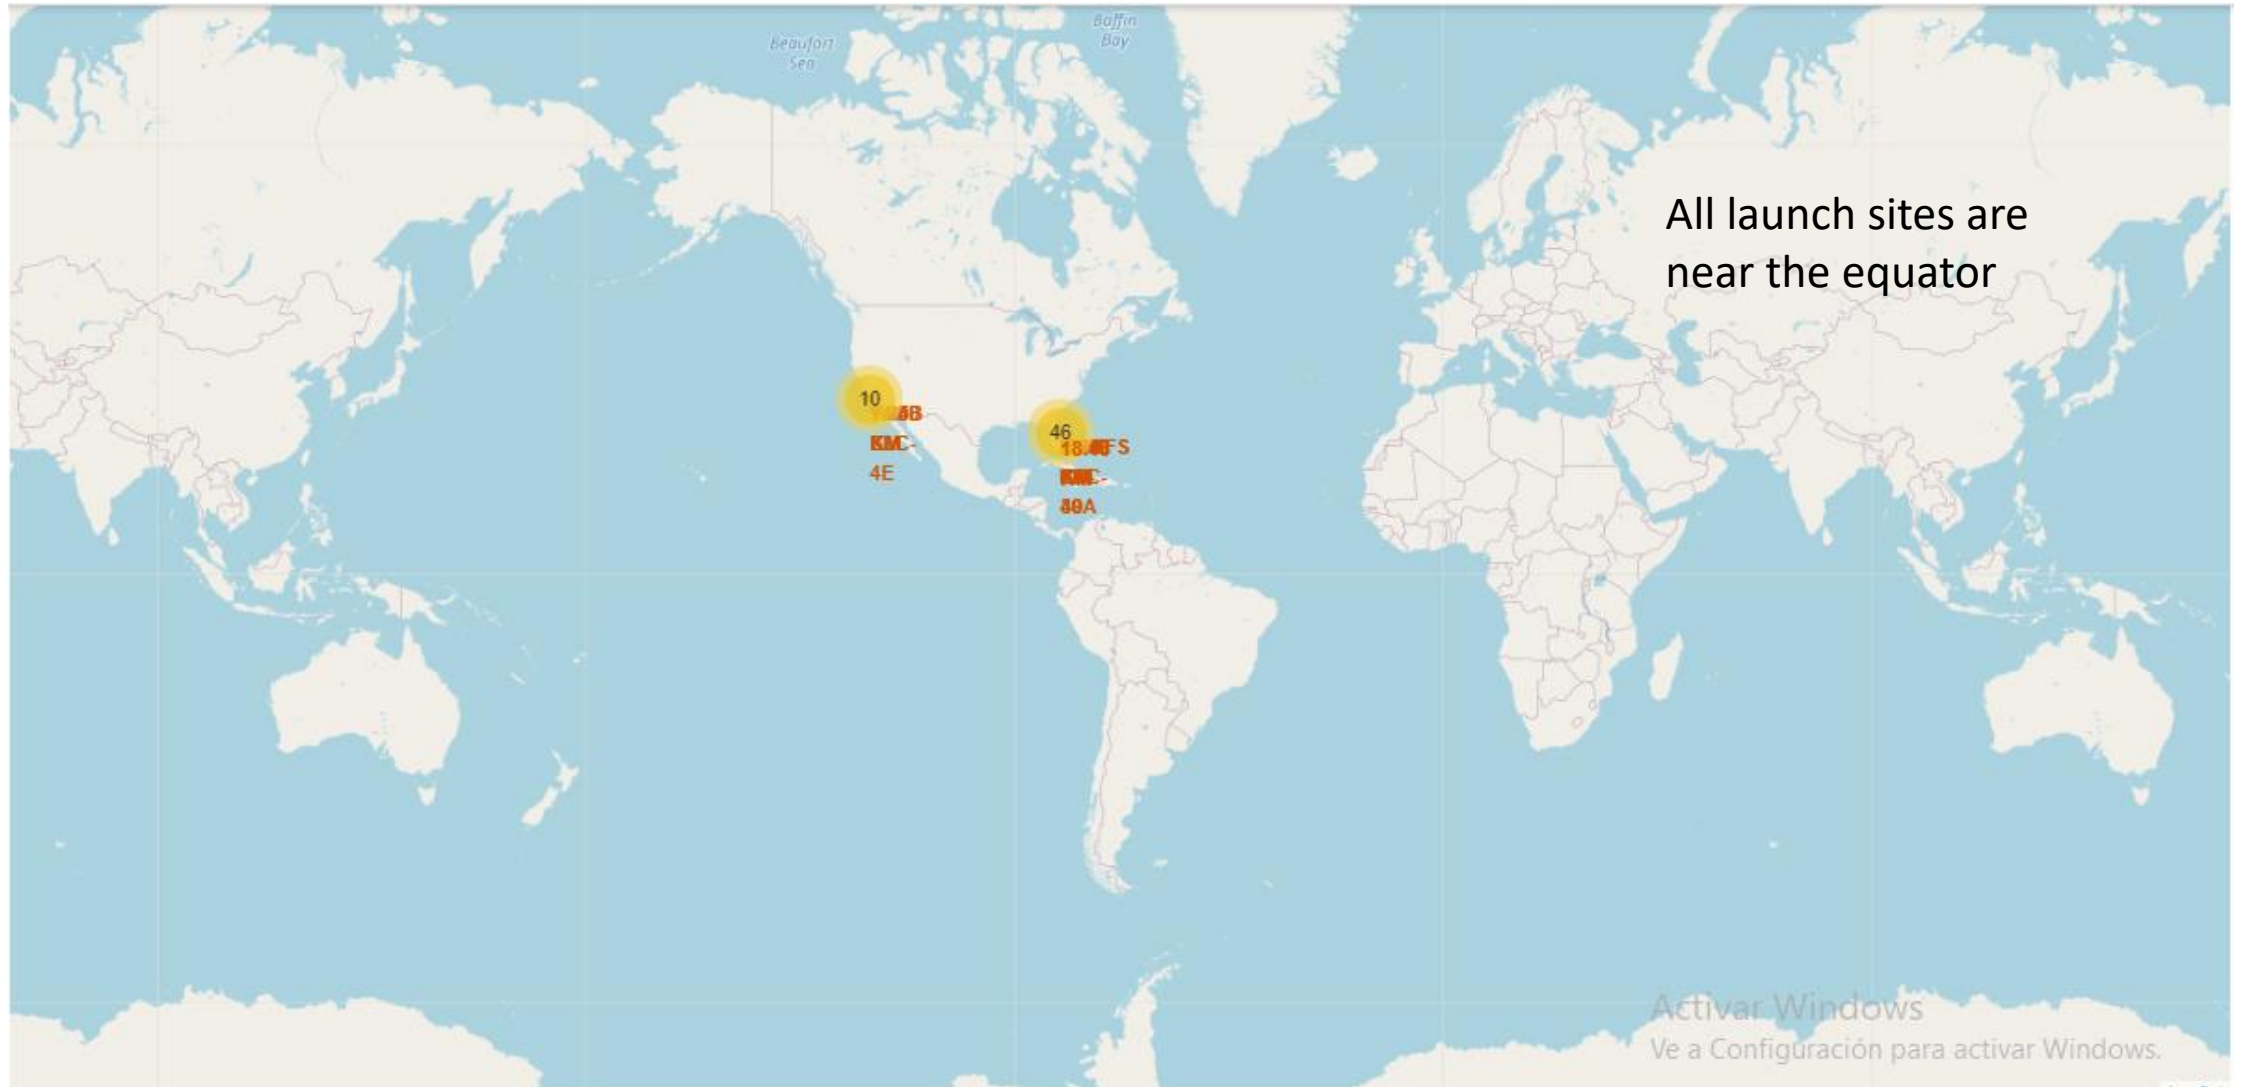 Baffin
Bay
Beaufort
Sea
All launch sites are
near the equator
10
46
4E
Activar Windows
Ve a Configuración para activar Windows.